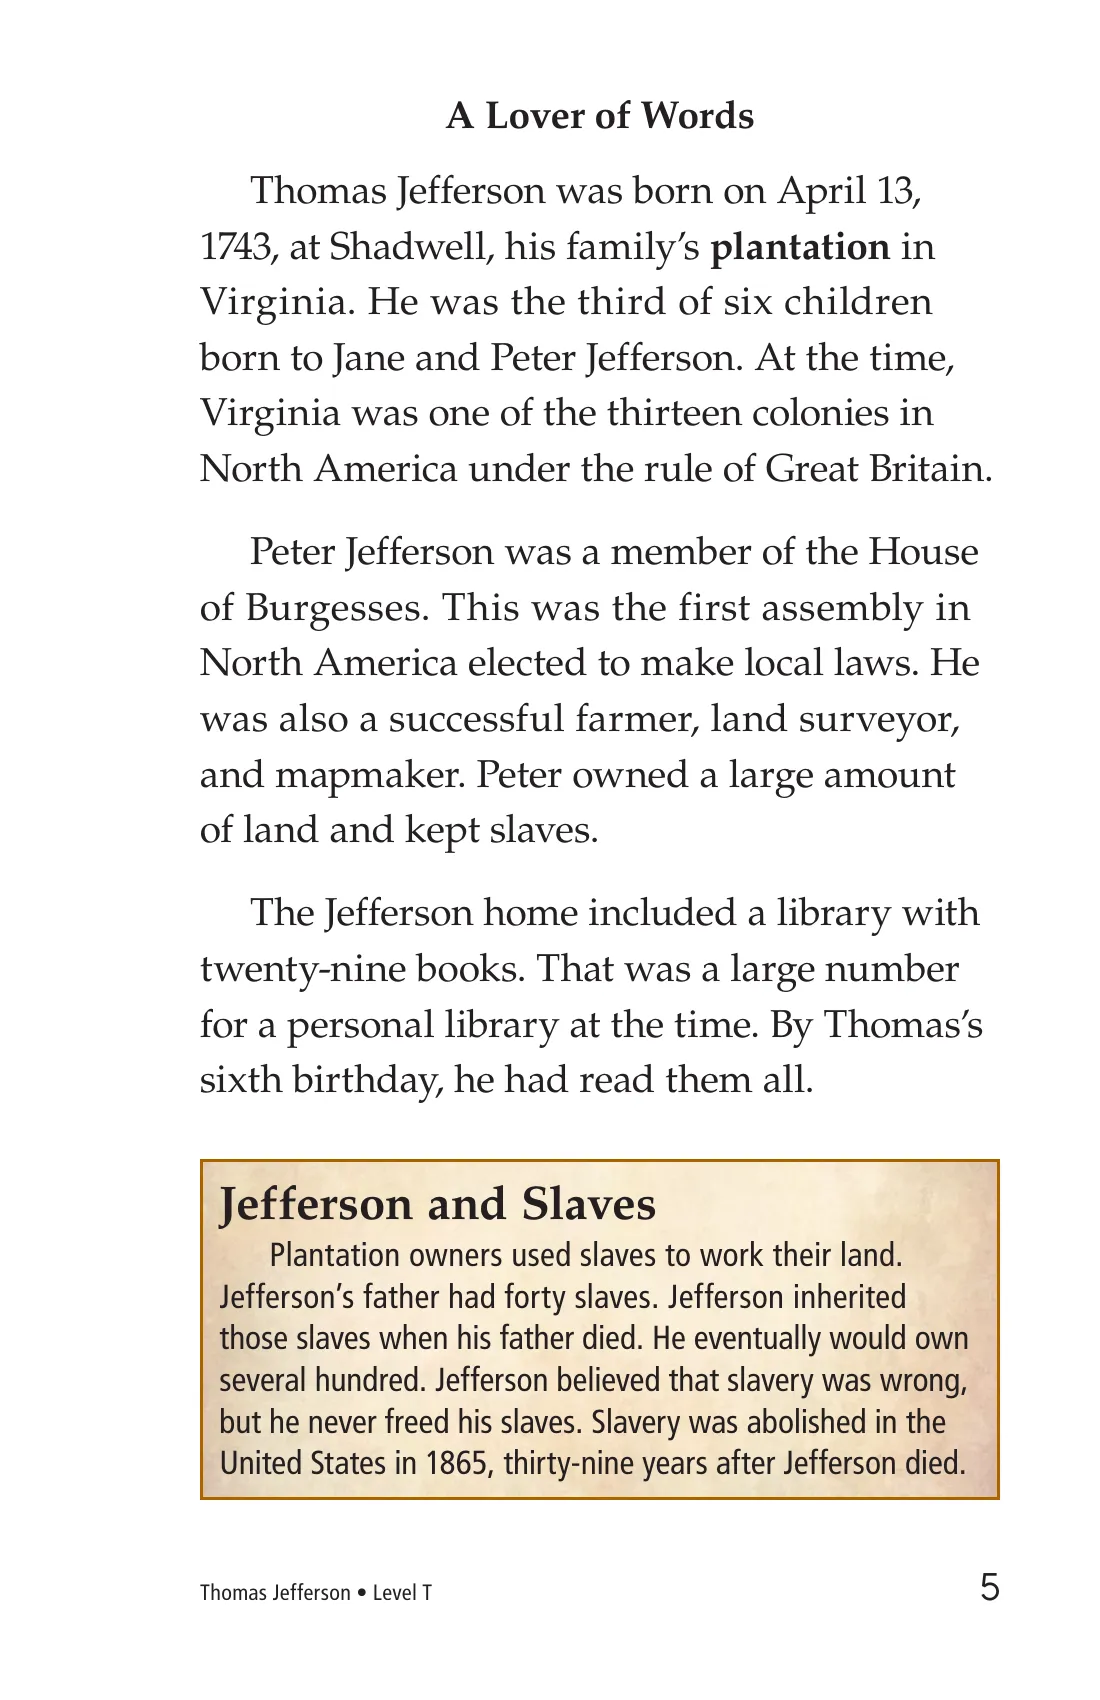 A Lover of Words
Thomas Jefferson was born on April 13,
1743, at Shadwell, his family’s plantation in
Virginia. He was the third of six children
born to Jane and Peter Jefferson. At the time,
Virginia was one of the thirteen colonies in
North America under the rule of Great Britain.
Peter Jefferson was a member of the House
of Burgesses. This was the first assembly in
North America elected to make local laws. He
was also a successful farmer, land surveyor,
and mapmaker. Peter owned a large amount
of land and kept slaves.
The Jefferson home included a library with
twenty-nine books. That was a large number
for a personal library at the time. By Thomas’s
sixth birthday, he had read them all.
Jefferson and Slaves
Plantation owners used slaves to work their land.
Jefferson’s father had forty slaves. Jefferson inherited
those slaves when his father died. He eventually would own
several hundred. Jefferson believed that slavery was wrong,
but he never freed his slaves. Slavery was abolished in the
United States in 1865, thirty-nine years after Jefferson died.
Thomas Jefferson • Level T
5